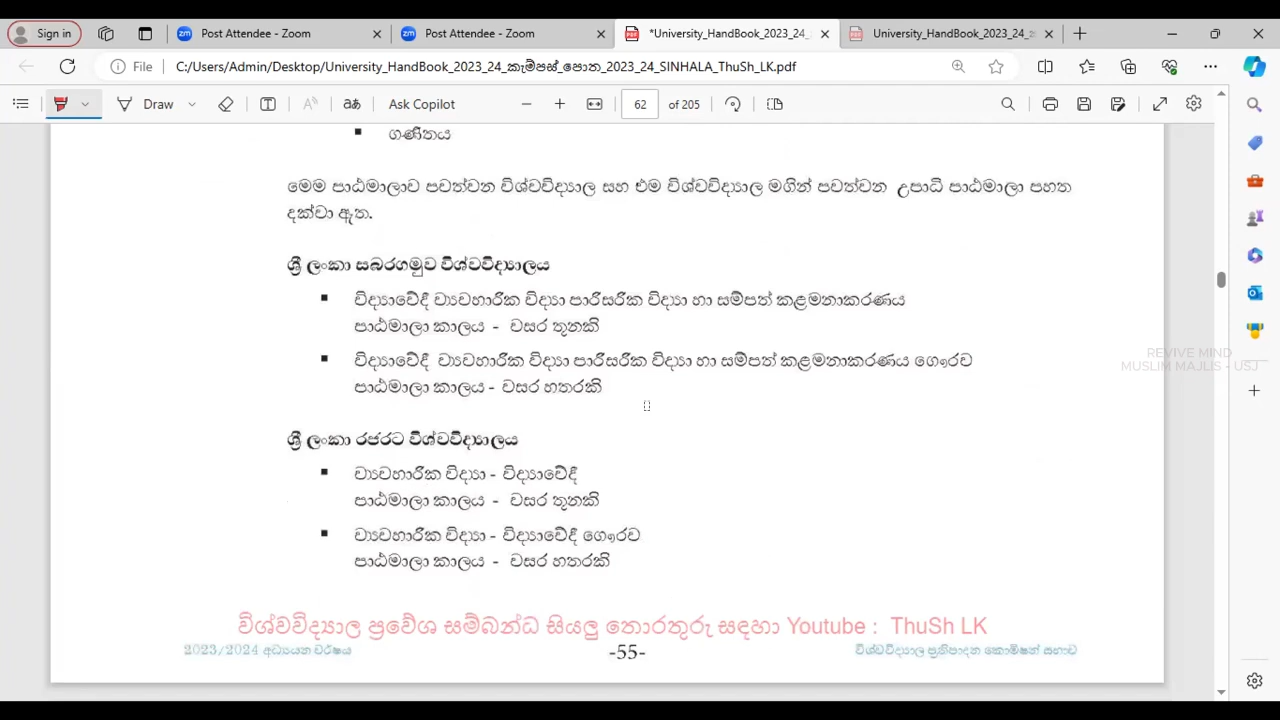 Sign in
Post Attendee - Zoom
Post Attendee - Zoom
*University_HandBook_2023_24_
University_HandBook_2023_24_
File
C:/Users/Admin/Desktop/University_HandBook_2023_24_කැම්පස්_පොත_2023_24_SINHALA_ThuSh_LK.pdf
Draw
Ask Copilot
62 of 205
ගණිතය
මෙම පාඨමාලාව පවත්වන විශ්වවිද්‍යාල සහ එම විශ්වවිද්‍යාල මගින් පවත්වන උපාධි පාඨමාලා පහත
දක්වා ඇත.
ශ්‍රී ලංකා සබරගමුව විශ්වවිද්‍යාලය
විද්‍යාවේදී ව්‍යවහාරික විද්‍යා පාරිසරික විද්‍යා හා සම්පත් කළමනාකරණය
පාඨමාලා කාලය - වසර තුනකි
විද්‍යාවේදී ව්‍යවහාරික විද්‍යා පාරිසරික විද්‍යා හා සම්පත් කළමනාකරණය ගෞරව
පාඨමාලා කාලය - වසර හතරකි
REVIVE MIND
MUSLIM MAJLIS - USJ
ශ්‍රී ලංකා රජරට විශ්වවිද්‍යාලය
ව්‍යවහාරික විද්‍යා - විද්‍යාවේදී
පාඨමාලා කාලය - වසර තුනකි
ව්‍යවහාරික විද්‍යා - විද්‍යාවේදී ගෞරව
පාඨමාලා කාලය - වසර හතරකි
විශ්වවිද්‍යාල ප්‍රවේශ සම්බන්ධ සියලු තොරතුරු සඳහා Youtube : ThuSh LK
2023/2024 අධ්‍යයන වර්ෂය
-55-
විශ්වවිද්‍යාල ප්‍රතිපාදන කොමිෂන් සභාව